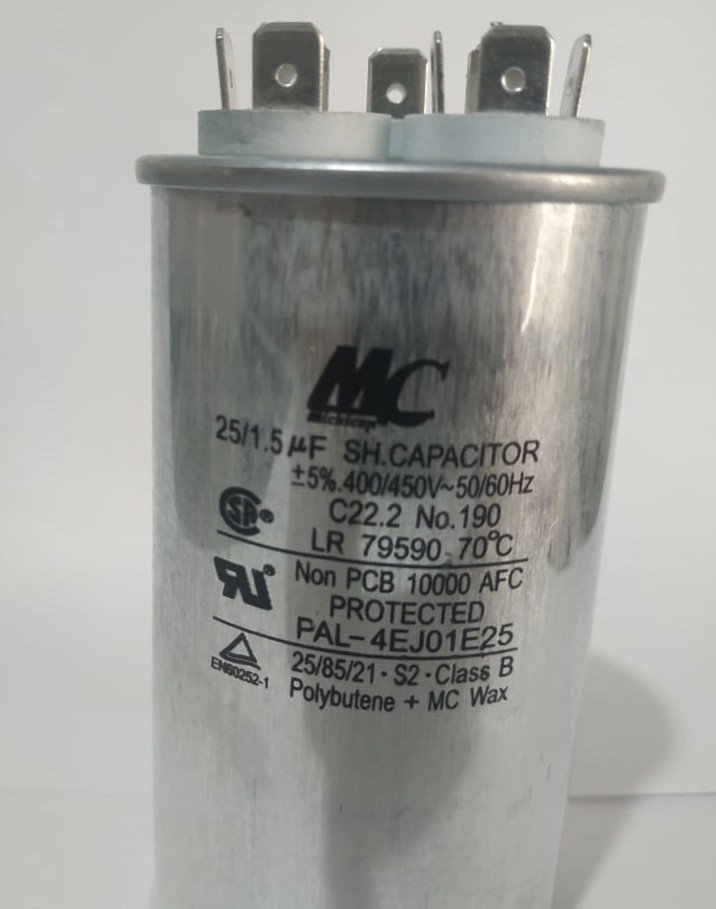 MC
25/1.5 µF SH.CAPACITOR
±5%.400/450V~50/60Hz
C22.2 No.190
LR 79590-70°C
Non PCB 10000 AFC
PROTECTED
PAL-4EJ01E25
EN60252-1
25/85/21·S2·Class B
Polybutene + MC Wax